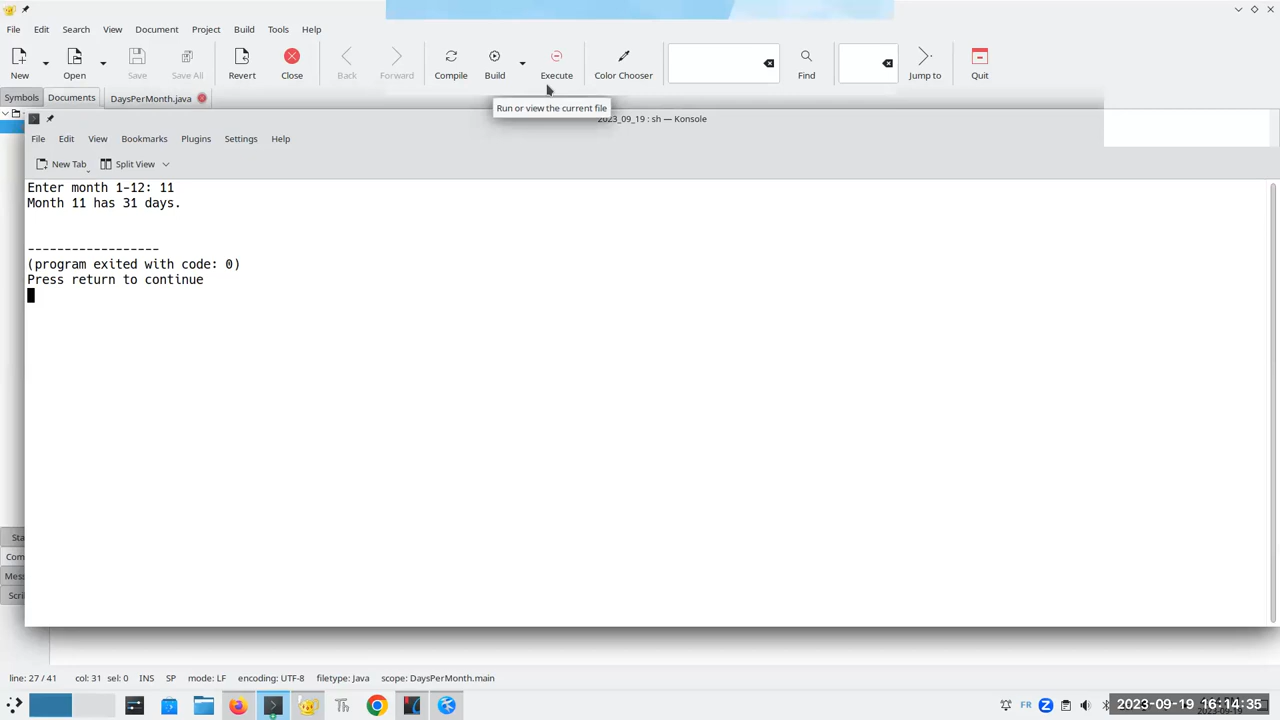 File Edit Search View Document Project Build Tools Help
New Open Save Save All Revert Close Back Forward Compile Build Execute Color Chooser Find Jump to Quit
Symbols Documents DaysPerMonth.java
Run or view the current file
2023_09_19 : sh — Konsole
File Edit View Bookmarks Plugins Settings Help
New Tab Split View
Enter month 1-12: 11
Month 11 has 31 days.
------------------
(program exited with code: 0)
Press return to continue
Sta
Com
Mess
Scri
line: 27 / 41 col: 31 sel: 0 INS SP mode: LF encoding: UTF-8 filetype: Java scope: DaysPerMonth.main
Th FR Z 2023-09-19 16:14:35